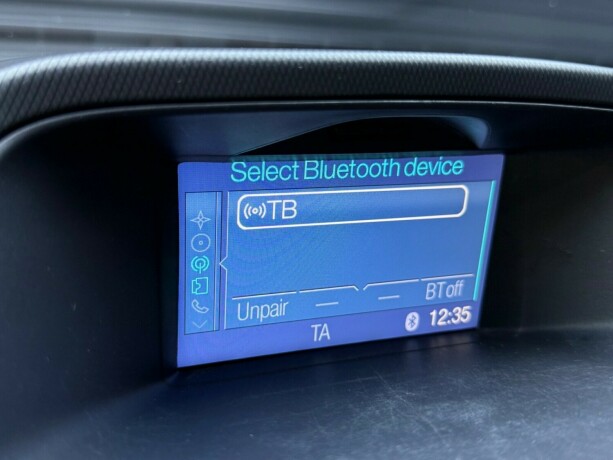 Select Bluetooth device
TB
Unpair — — BT off
TA 12:35